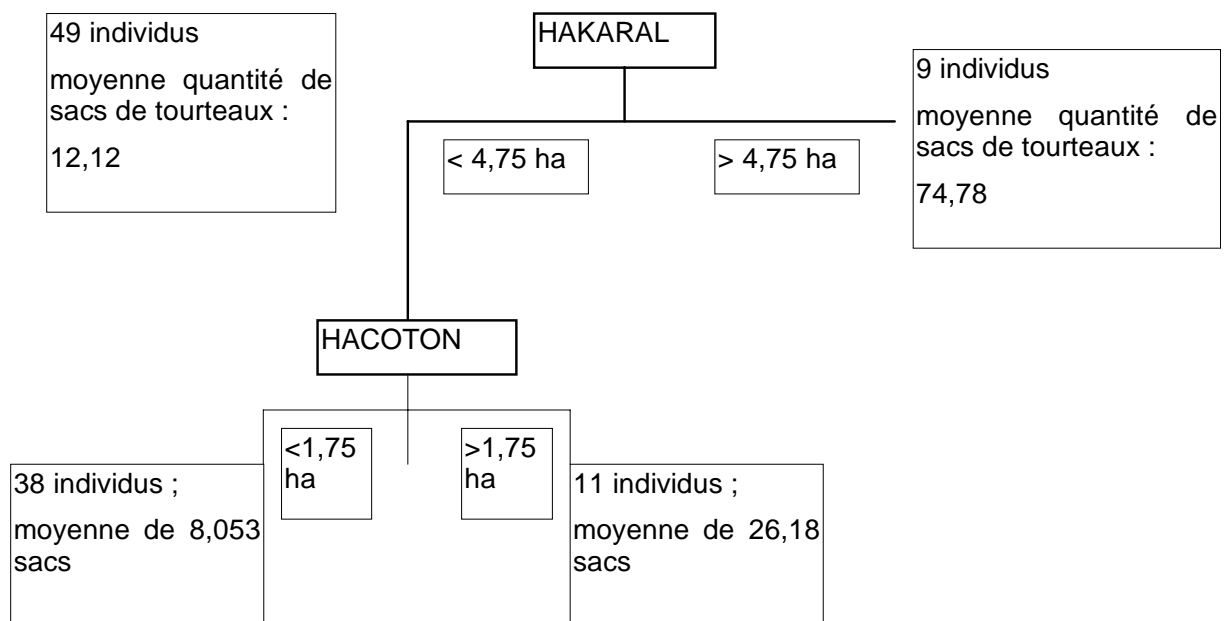 49 individus
moyenne quantité de
sacs de tourteaux :
12,12
HAKARAL
9 individus
moyenne quantité de
sacs de tourteaux :
74,78
< 4,75 ha
> 4,75 ha
HACOTON
<1,75
ha
>1,75
ha
38 individus ;
moyenne de 8,053
sacs
11 individus ;
moyenne de 26,18
sacs